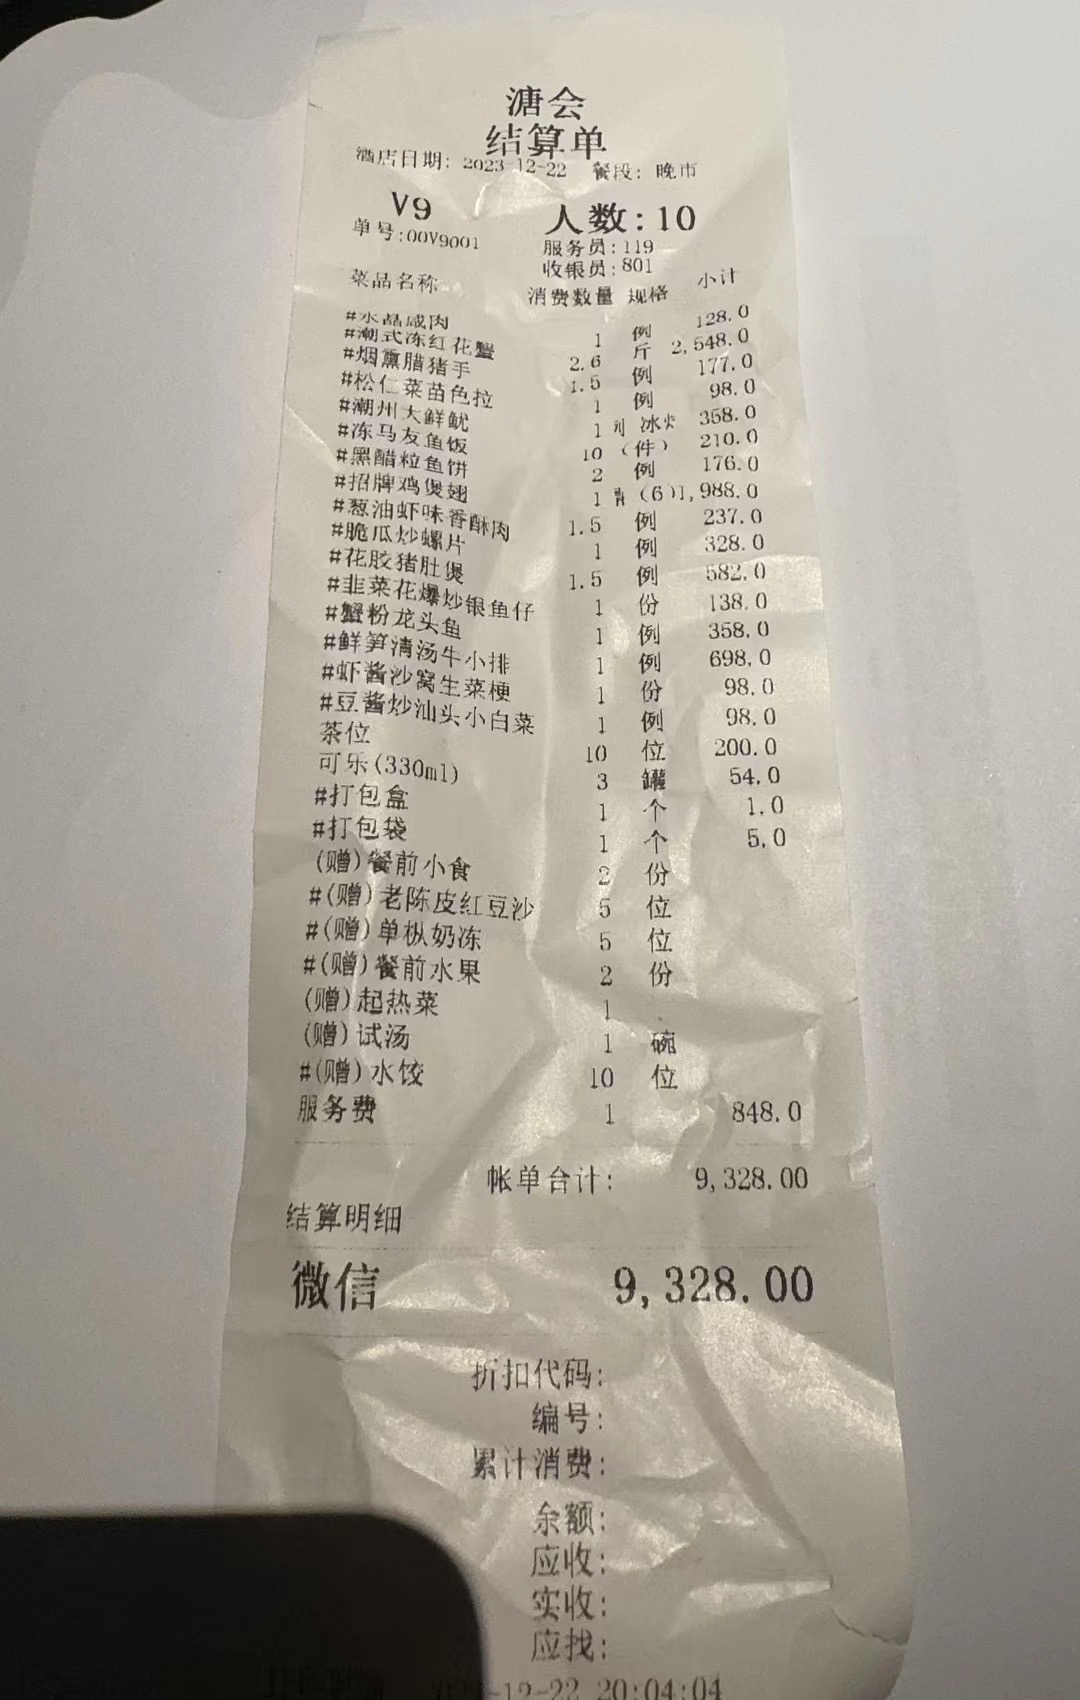 溏会
结算单
酒店日期: 2023-12-22 餐段: 晚市
V9 人数:10
单号:00V9001 服务员:119
收银员:801
菜品名称 消费数量 规格 小计
#水晶咸肉 1 例 128.0
#潮式冻红花蟹 2.6 斤 2,548.0
#烟熏腊猪手 1.5 例 177.0
#松仁菜苗色拉 1 例 98.0
#潮州大鲜鱿 1 冰 358.0
#冻马友鱼饭 10 (件) 210.0
#黑醋粒鱼饼 2 例 176.0
#招牌鸡煲翅 1 (6)1,988.0
#葱油虾味香酥肉 1.5 例 237.0
#脆瓜炒螺片 1 例 328.0
#花胶猪肚煲 1.5 例 582.0
#韭菜花爆炒银鱼仔 1 份 138.0
#蟹粉龙头鱼 1 例 358.0
#鲜笋清汤牛小排 1 例 698.0
#虾酱沙窝生菜梗 1 份 98.0
#豆酱炒汕头小白菜 1 例 98.0
茶位 10 位 200.0
可乐(330ml) 3 罐 54.0
#打包盒 1 个 1.0
#打包袋 1 个 5.0
(赠)餐前小食 2 份
#(赠)老陈皮红豆沙 5 位
#(赠)单枞奶冻 5 位
#(赠)餐前水果 2 份
(赠)起热菜 1
(赠)试汤 1 碗
#(赠)水饺 10 位
服务费 1 848.0
帐单合计: 9,328.00
结算明细
微信 9,328.00
折扣代码:
编号:
累计消费:
余额:
应收:
实收:
应找:
-12-22 20:04:04